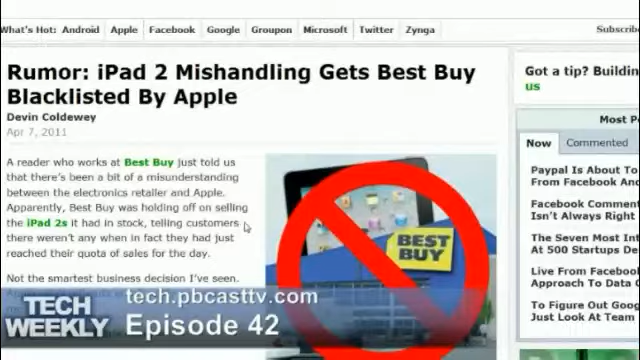 What's Hot: Android Apple Facebook Google Groupon Microsoft Twitter Zynga
Subscribe
Rumor: iPad 2 Mishandling Gets Best Buy
Blacklisted By Apple
Devin Coldewey
Apr 7, 2011
A reader who works at Best Buy just told us
that there's been a bit of a misunderstanding
between the electronics retailer and Apple.
Apparently, Best Buy was holding off on selling
the iPad 2s it had in stock, telling customers
there weren't any when in fact they had just
reached their quota of sales for the day.
Not the smartest business decision I've seen.
BEST
BUY
Got a tip? Building
us
Most Po
Now Commented
Paypal Is About To
From Facebook An
Facebook Comment
Isn't Always Right
The Seven Most Int
At 500 Startups De
Live From Facebook
Approach To Data C
To Figure Out Goog
Just Look At Team
TECH
WEEKLY
tech.pbcasttv.com
Episode 42